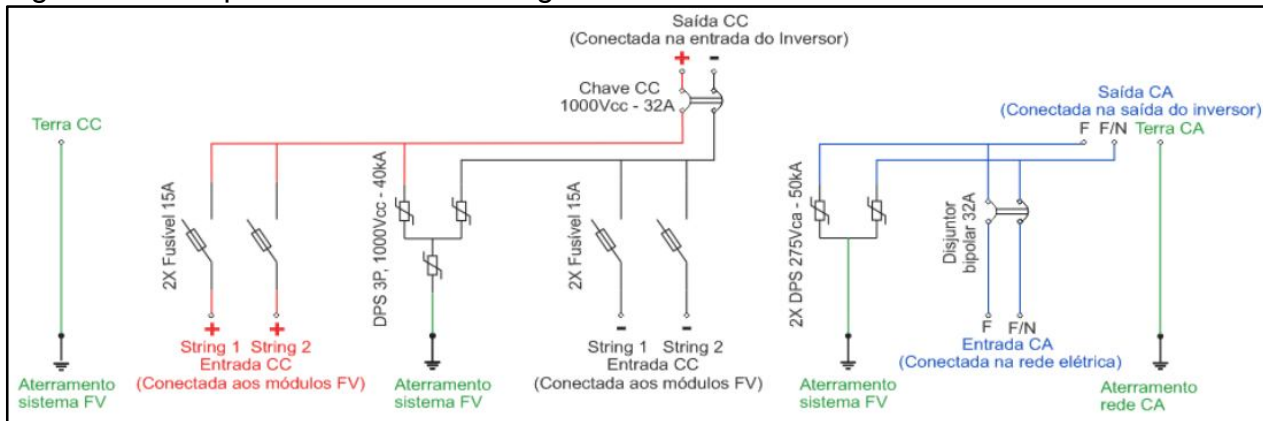 Saída CC
(Conectada na entrada do Inversor)
+ -
Chave CC
1000Vcc - 32A
Terra CC
Saída CA
(Conectada na saída do inversor)
F F/N Terra CA
2X Fusível 15A
DPS 3P, 1000Vcc - 40kA
2X Fusível 15A
2X DPS 275Vca - 50kA
Disjuntor
bipolar 32A
+ +
String 1 String 2
Entrada CC
(Conectada aos módulos FV)
- -
String 1 String 2
Entrada CC
(Conectada aos módulos FV)
F F/N
Entrada CA
(Conectada na rede elétrica)
Aterramento
sistema FV
Aterramento
sistema FV
Aterramento
sistema FV
Aterramento
rede CA